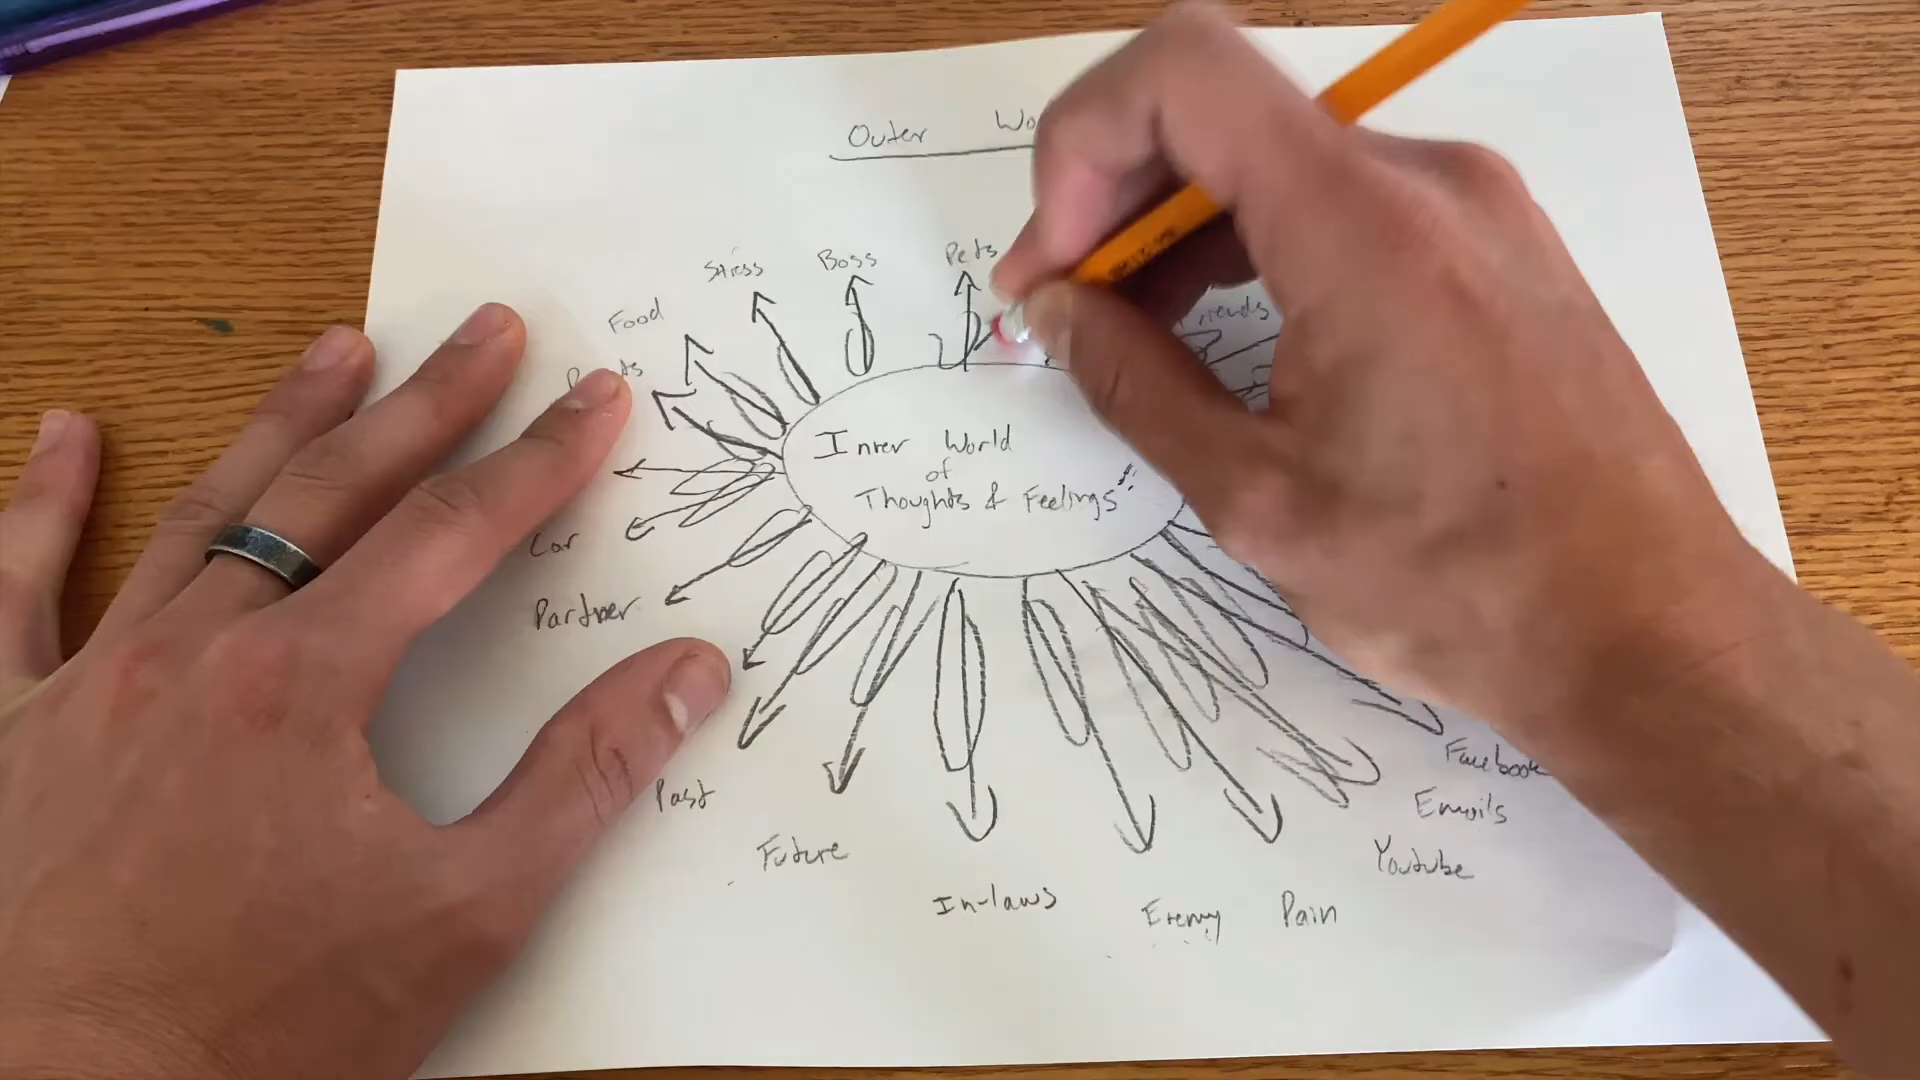 Outer
Pets
Boss
Stress
Food
Inner World
of
Thoughts & Feelings
Car
Partner
Past
Future
In-laws
Enemy
Pain
Facebook
Emails
Youtube